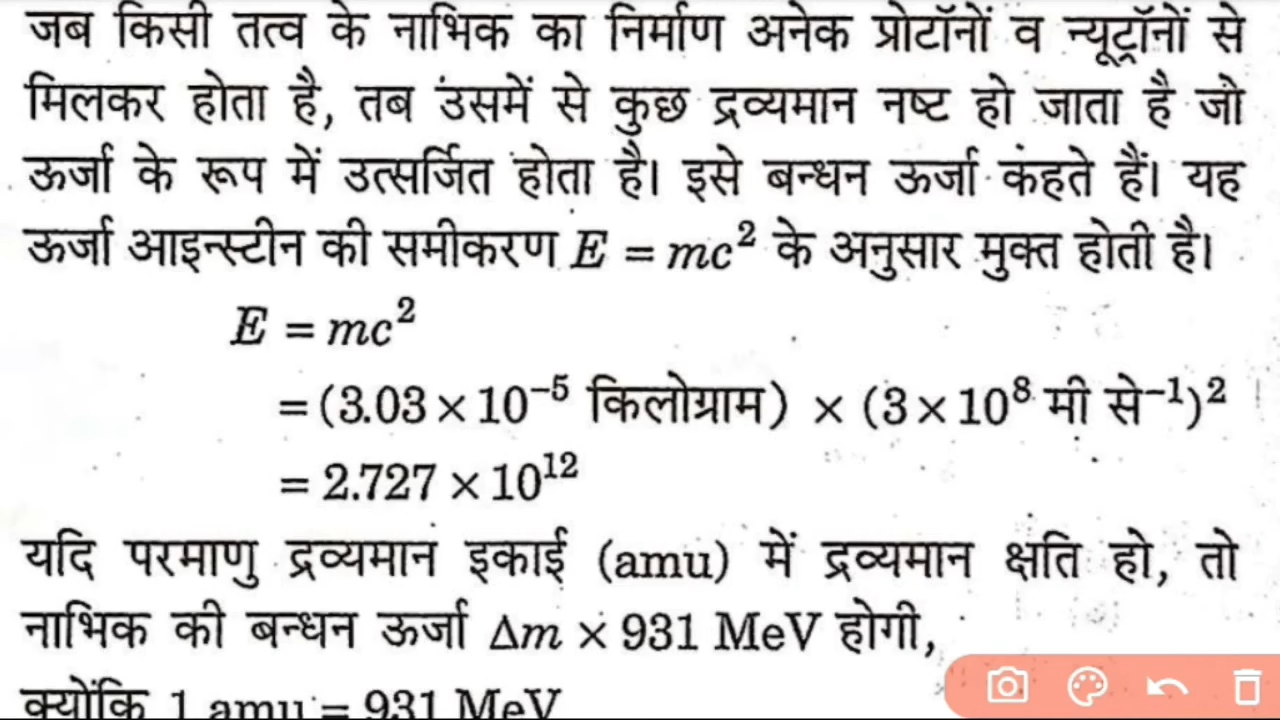 जब किसी तत्व के नाभिक का निर्माण अनेक प्रोटॉनों व न्यूट्रॉनों से
मिलकर होता है, तब उसमें से कुछ द्रव्यमान नष्ट हो जाता है जो
ऊर्जा के रूप में उत्सर्जित होता है। इसे बन्धन ऊर्जा कहते हैं। यह
ऊर्जा आइन्स्टीन की समीकरण E = mc² के अनुसार मुक्त होती है।
E = mc²
= (3.03 × 10⁻⁵ किलोग्राम) × (3 × 10⁸ मी से⁻¹)²
= 2.727 × 10¹²
यदि परमाणु द्रव्यमान इकाई (amu) में द्रव्यमान क्षति हो, तो
नाभिक की बन्धन ऊर्जा Δm × 931 MeV होगी,
क्योंकि 1 amu = 931 MeV